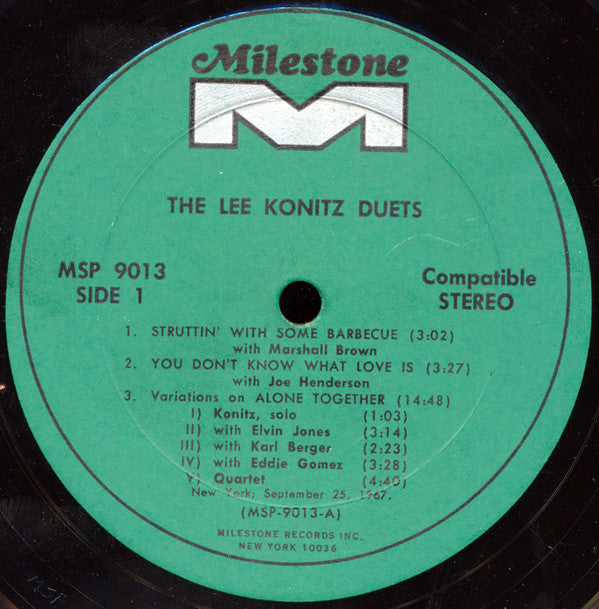 Milestone
M
THE LEE KONITZ DUETS
MSP 9013
SIDE 1
Compatible
STEREO
1. STRUTTIN' WITH SOME BARBECUE (3:02)
with Marshall Brown
2. YOU DON'T KNOW WHAT LOVE IS (3:27)
with Joe Henderson
3. Variations on ALONE TOGETHER (14:48)
I) Konitz, solo (1:03)
II) with Elvin Jones (3:14)
III) with Karl Berger (2:23)
IV) with Eddie Gomez (3:28)
V) Quartet (4:40)
New York; September 25, 1967.
(MSP-9013-A)
MILESTONE RECORDS INC.
NEW YORK 10036